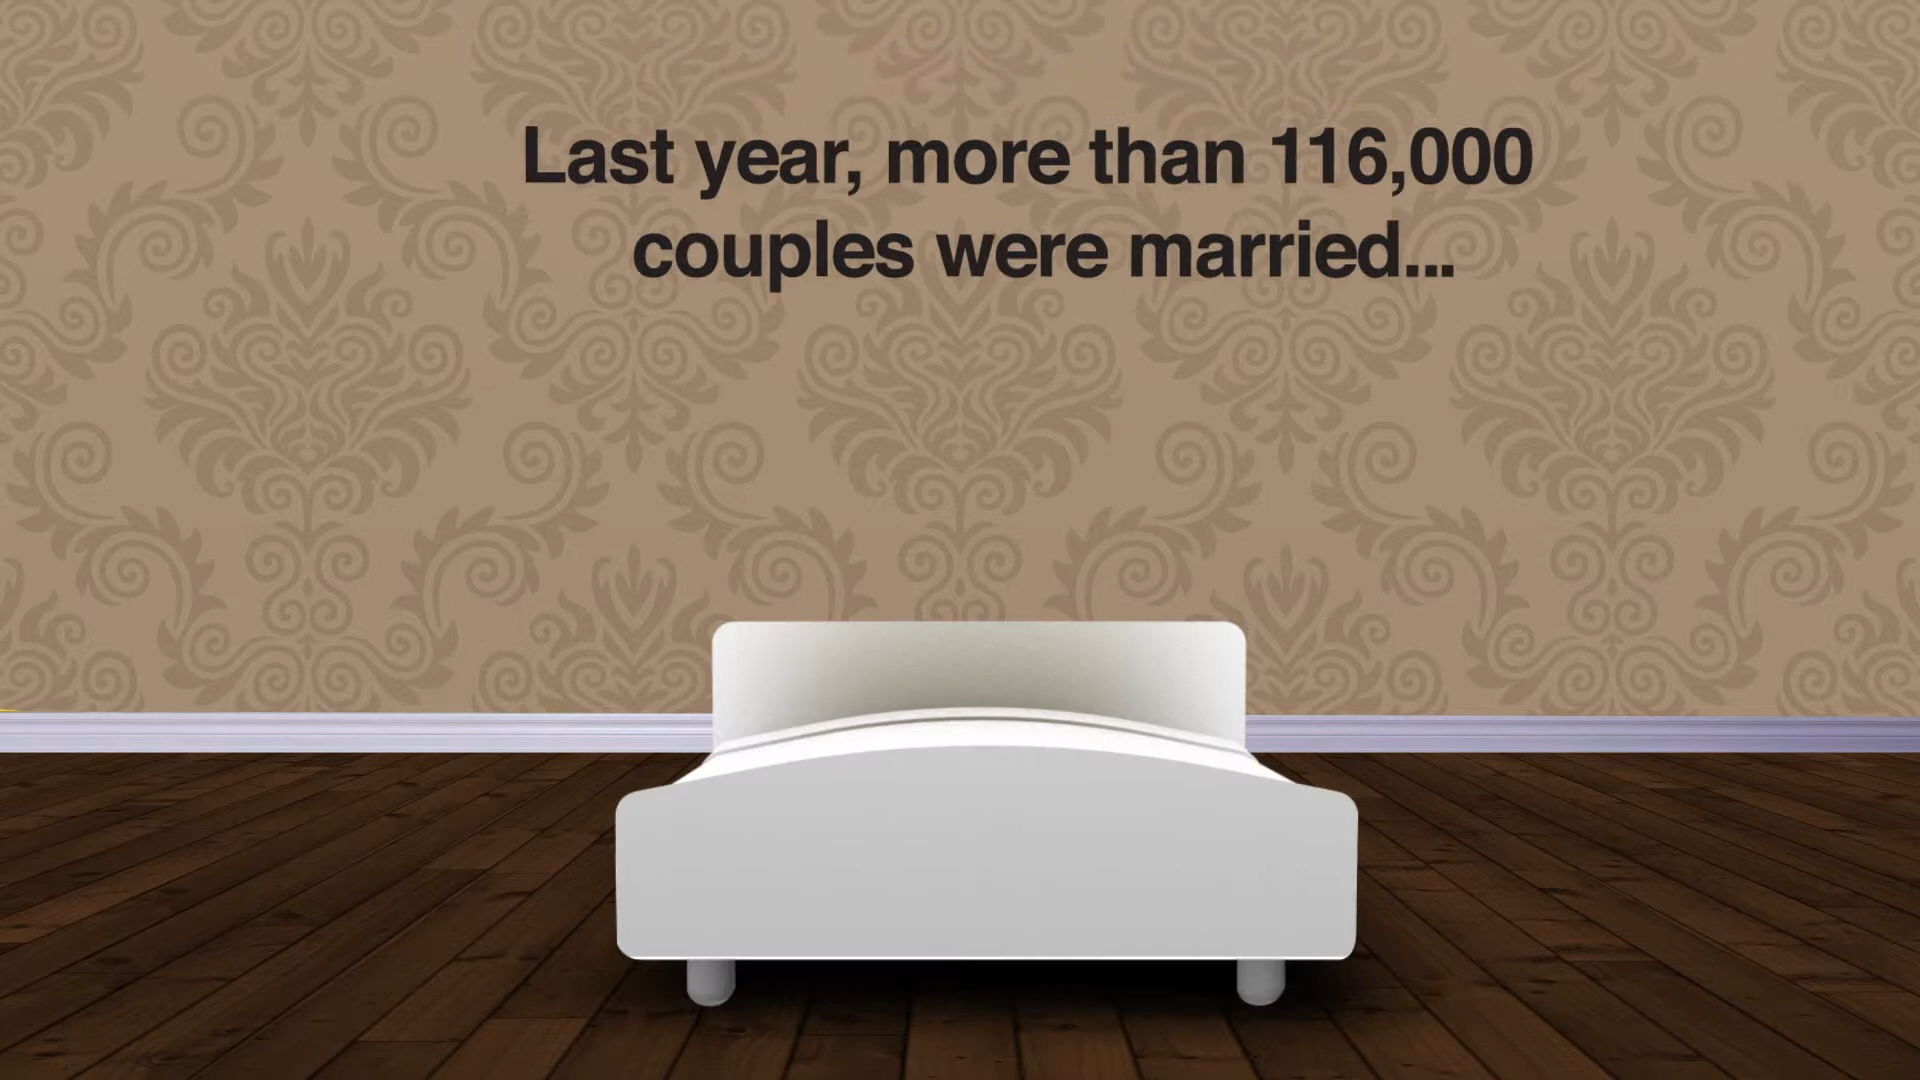 Last year, more than 116,000
couples were married...